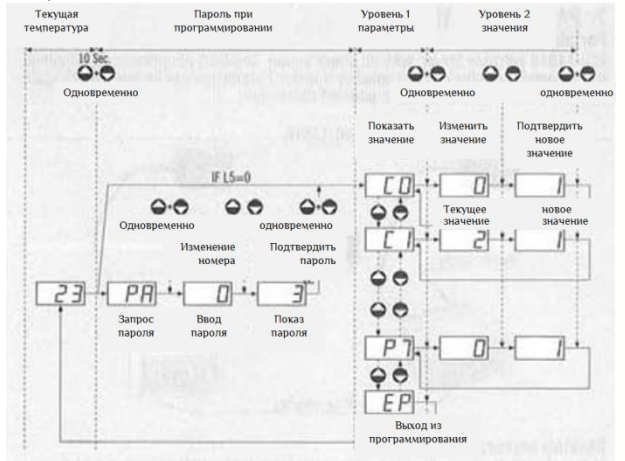 Текущая температура
Пароль при программировании
Уровень 1 параметры
Уровень 2 значения
10 Sec.
Одновременно
Одновременно
одновременно
Показать значение
Изменить значение
Подтвердить новое значение
IF L5=0
C0
0
1
Одновременно
одновременно
Текущее значение
новое значение
Изменение номера
Подтвердить пароль
C1
2
1
23
PA
0
3
Запрос пароля
Ввод пароля
Показ пароля
P7
0
1
EP
Выход из программирования